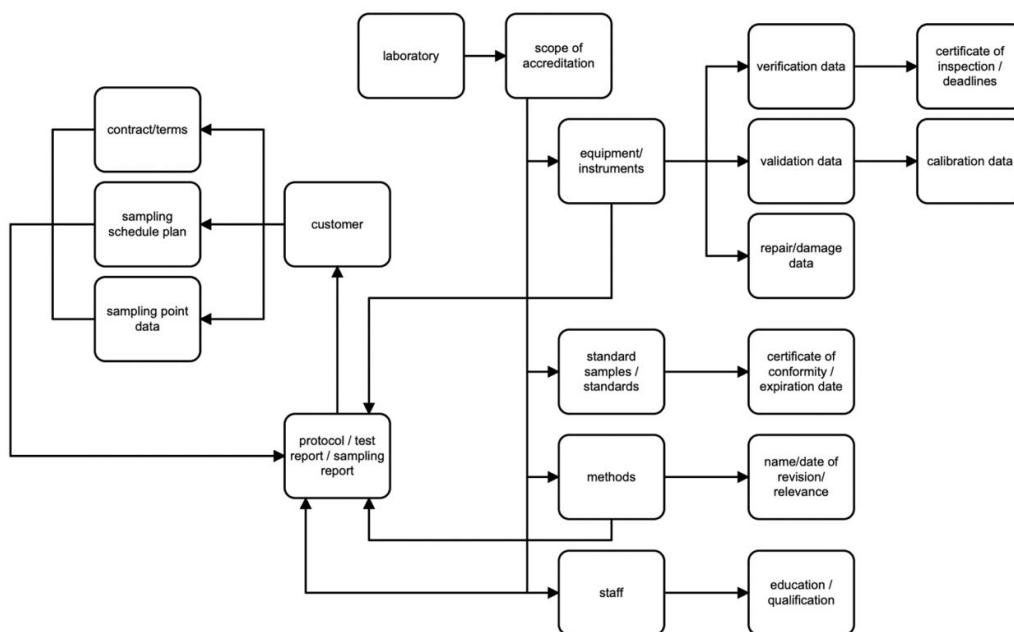 laboratory
scope of
accreditation
verification data
certificate of
inspection /
deadlines
contract/terms
equipment/
instruments
validation data
calibration data
sampling
schedule plan
customer
repair/damage
data
sampling point
data
standard
samples /
standards
certificate of
conformity /
expiration date
protocol / test
report / sampling
report
methods
name/date of
revision/
relevance
staff
education /
qualification